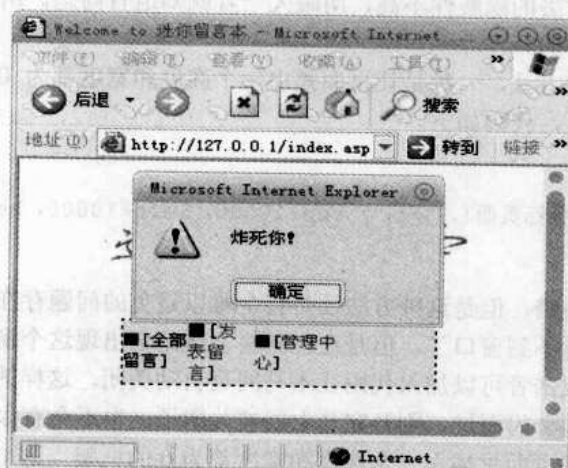 Welcome to 迷你留言本 - Microsoft Internet
文件(F) 编辑(E) 查看(V) 收藏(A) 工具(T) »
后退 搜索 »
地址(D) http://127.0.0.1/index.asp 转到 链接 »
Microsoft Internet Explorer
炸死你!
确定
■[全部留言] ■[发表留言] ■[管理中心]
Internet